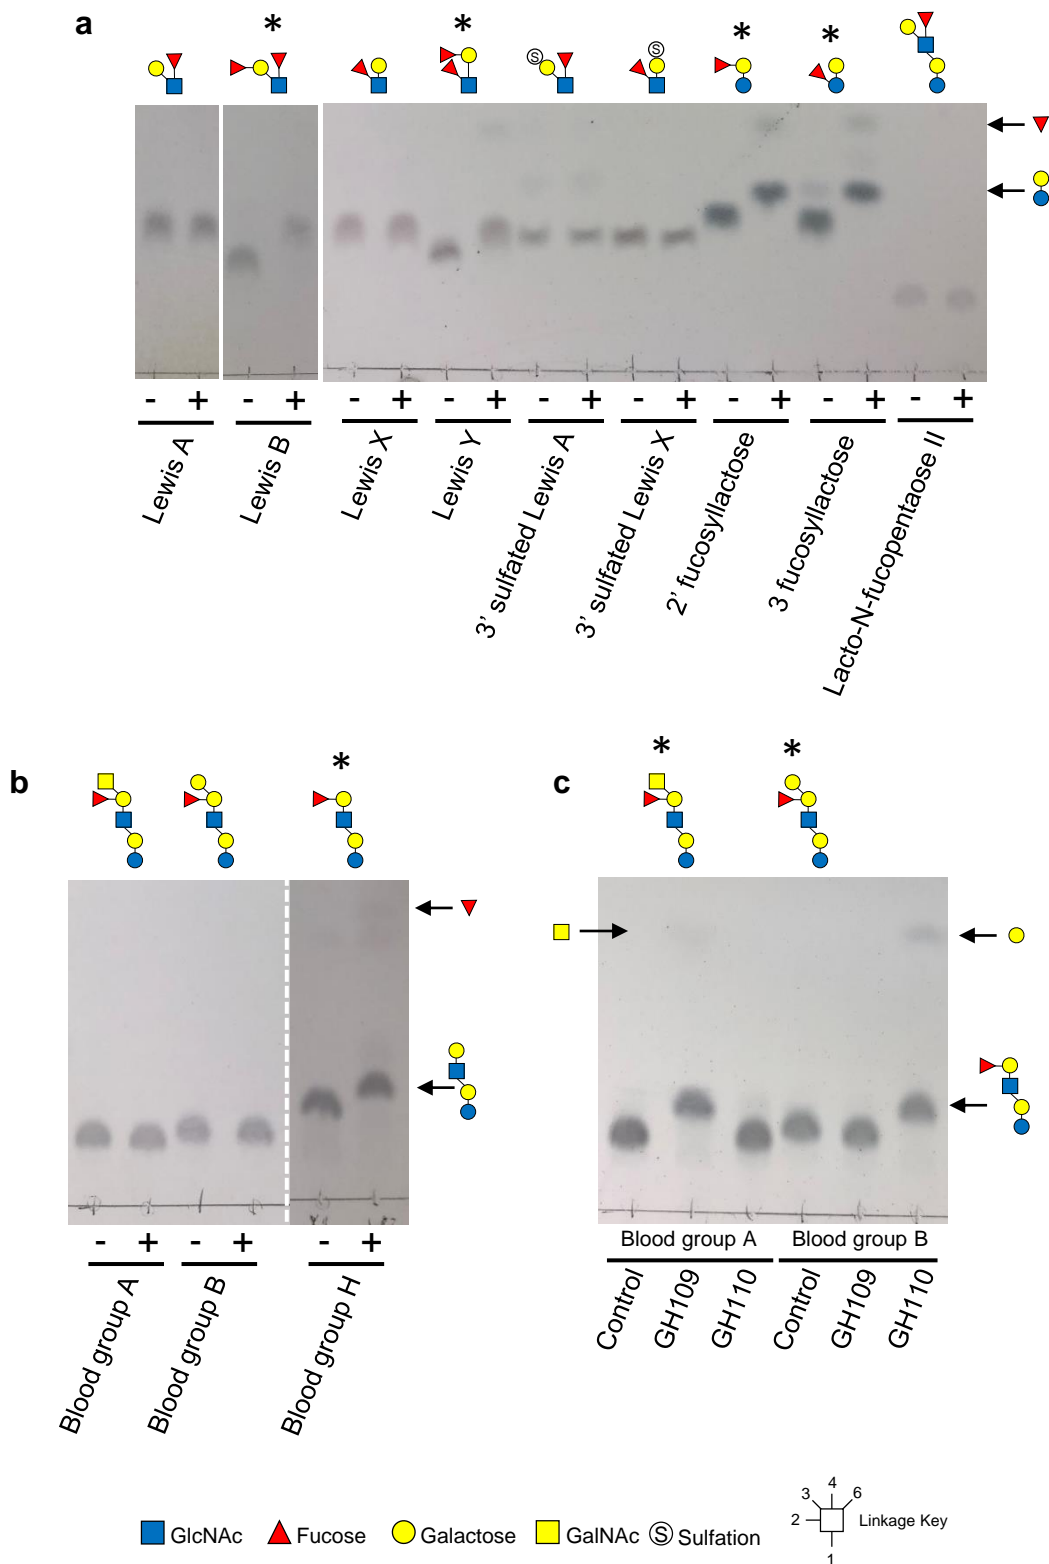 a
* * * *
S S
- + - + - + - + - + - + - + - + - +
Lewis A
Lewis B
Lewis X
Lewis Y
3' sulfated Lewis A
3' sulfated Lewis X
2' fucosyllactose
3 fucosyllactose
Lacto-N-fucopentaose II
b
*
- + - + - +
Blood group A
Blood group B
Blood group H
c
* *
Blood group A Blood group B
Control
GH109
GH110
Control
GH109
GH110
GlcNAc Fucose Galactose GalNAc S Sulfation
3 4 6
2 Linkage Key
1